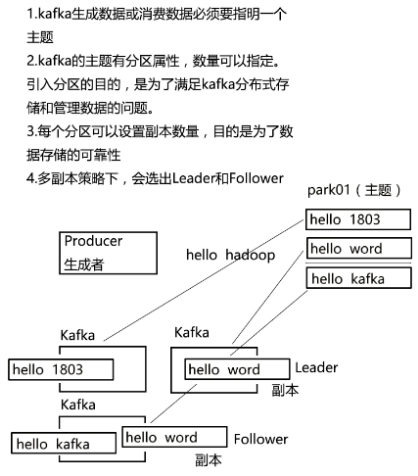 1.kafka生成数据或消费数据必须要指明一个
主题
2.kafka的主题有分区属性，数量可以指定。
引入分区的目的，是为了满足kafka分布式存
储和管理数据的问题。
3.每个分区可以设置副本数量，目的是为了数
据存储的可靠性
4.多副本策略下，会选出Leader和Follower
park01（主题）
hello 1803
Producer
生成者
hello hadoop
hello word
hello kafka
Kafka
Kafka
hello 1803
hello word
Leader
副本
Kafka
hello kafka
hello word
Follower
副本